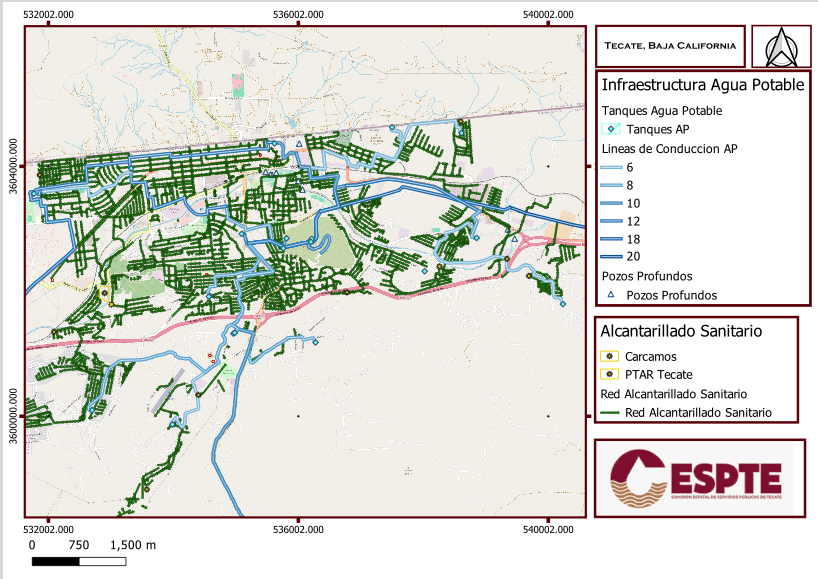 532002.000
536002.000
540002.000
3604000.000
3600000.000
532002.000
536002.000
540002.000
0
750
1,500 m
TECATE, BAJA CALIFORNIA
Infraestructura Agua Potable
Tanques Agua Potable
Tanques AP
Lineas de Conduccion AP
6
8
10
12
18
20
Pozos Profundos
Pozos Profundos
Alcantarillado Sanitario
Carcamos
PTAR Tecate
Red Alcantarillado Sanitario
Red Alcantarillado Sanitario
CESPTE
COMISIÓN ESTATAL DE SERVICIOS PÚBLICOS DE TECATE